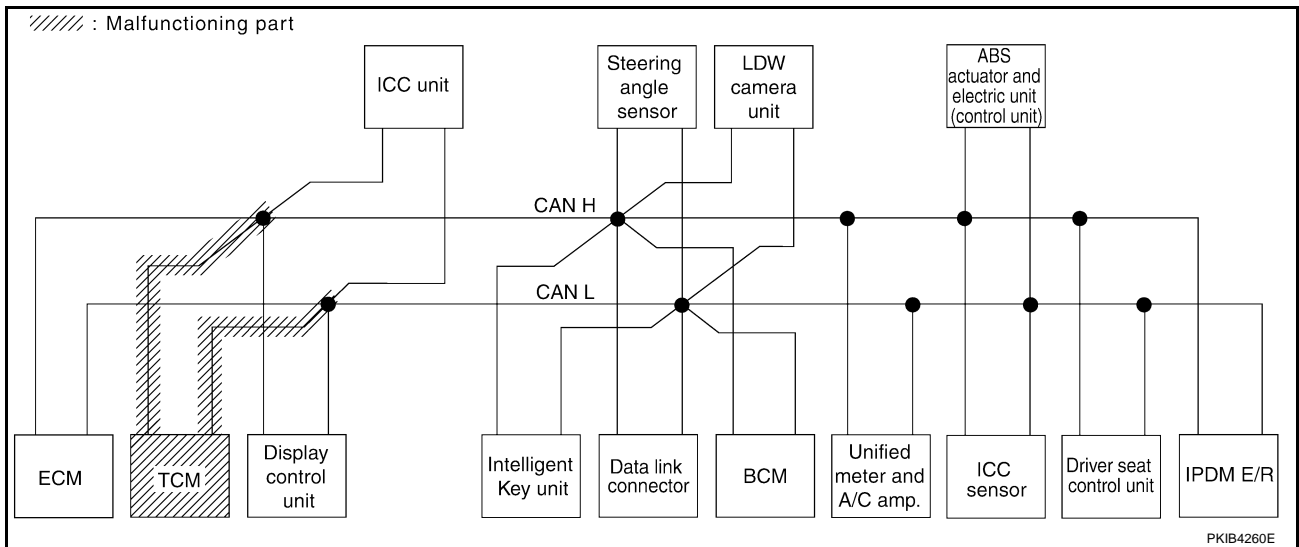 : Malfunctioning part
ICC unit
Steering
angle
sensor
LDW
camera
unit
ABS
actuator and
electric unit
(control unit)
CAN H
CAN L
ECM
TCM
Display
control
unit
Intelligent
Key unit
Data link
connector
BCM
Unified
meter and
A/C amp.
ICC
sensor
Driver seat
control unit
IPDM E/R
PKIB4260E